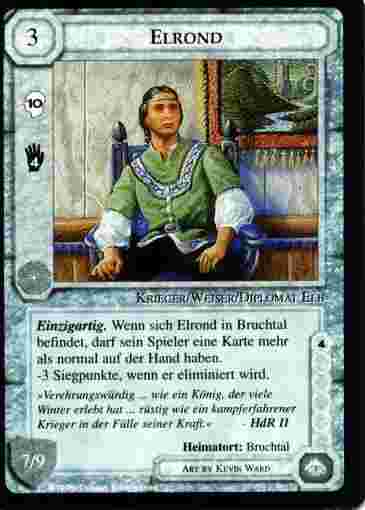 3
ELROND
10
4
KRIEGER/WEISER/DIPLOMAT ELB
Einzigartig. Wenn sich Elrond in Bruchtal
befindet, darf sein Spieler eine Karte mehr
als normal auf der Hand haben.
-3 Siegpunkte, wenn er eliminiert wird.
4
»Verehrungswürdig ... wie ein König, der viele
Winter erlebt hat ... rüstig wie ein kampferfahrener
Krieger in der Fülle seiner Kraft.« - HdR II
Heimatort: Bruchtal
7/9
ART BY KEVIN WARD